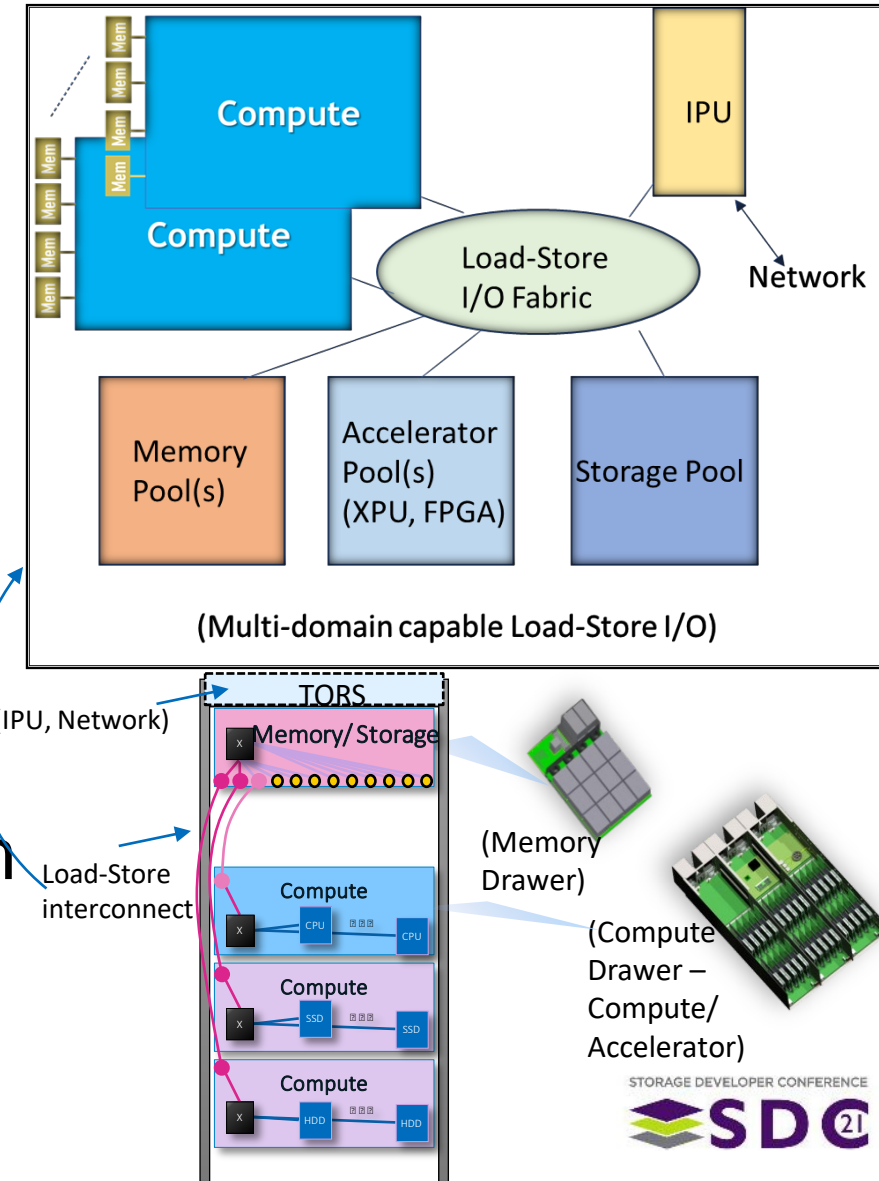 Mem
Mem
Mem
Mem
Mem
Mem
Mem
Mem
Compute
Compute
IPU
Load-Store
I/O Fabric
Network
Memory
Pool(s)
Accelerator
Pool(s)
(XPU, FPGA)
Storage Pool
(Multi-domain capable Load-Store I/O)
TORS
(IPU, Network)
Memory/ Storage
X
(Memory
Drawer)
n
Load-Store
interconnect
Compute
X
CPU
CPU
(Compute
Drawer –
Compute/
Accelerator)
Compute
X
SSD
SSD
Compute
X
HDD
HDD
STORAGE DEVELOPER CONFERENCE
SDC 21